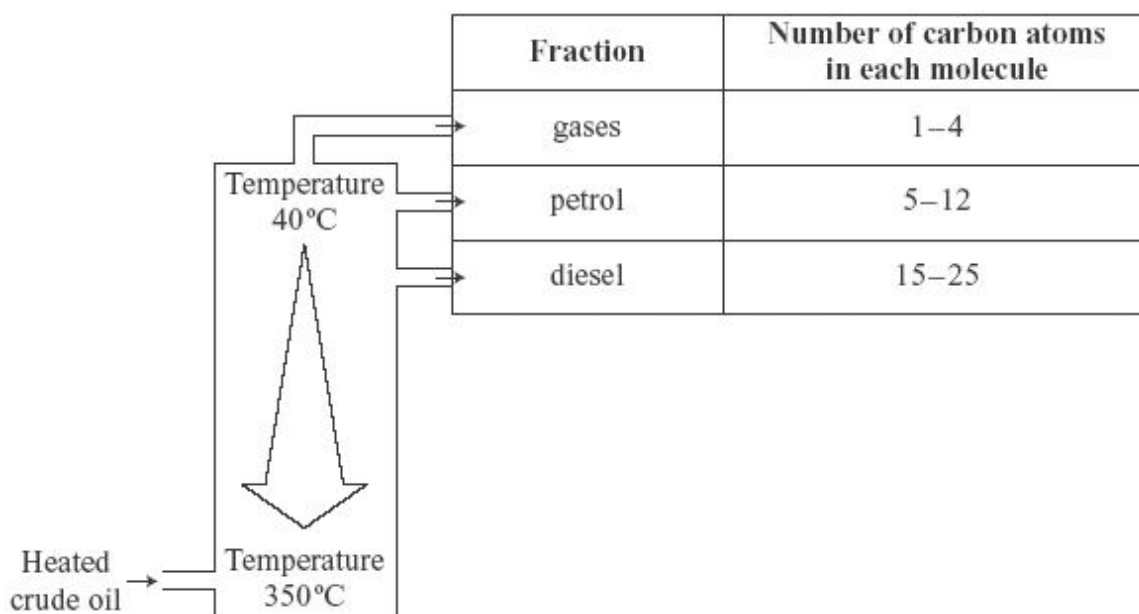 Fraction
Number of carbon atoms
in each molecule
gases
1–4
petrol
5–12
diesel
15–25
Temperature
40°C
Temperature
350°C
Heated
crude oil